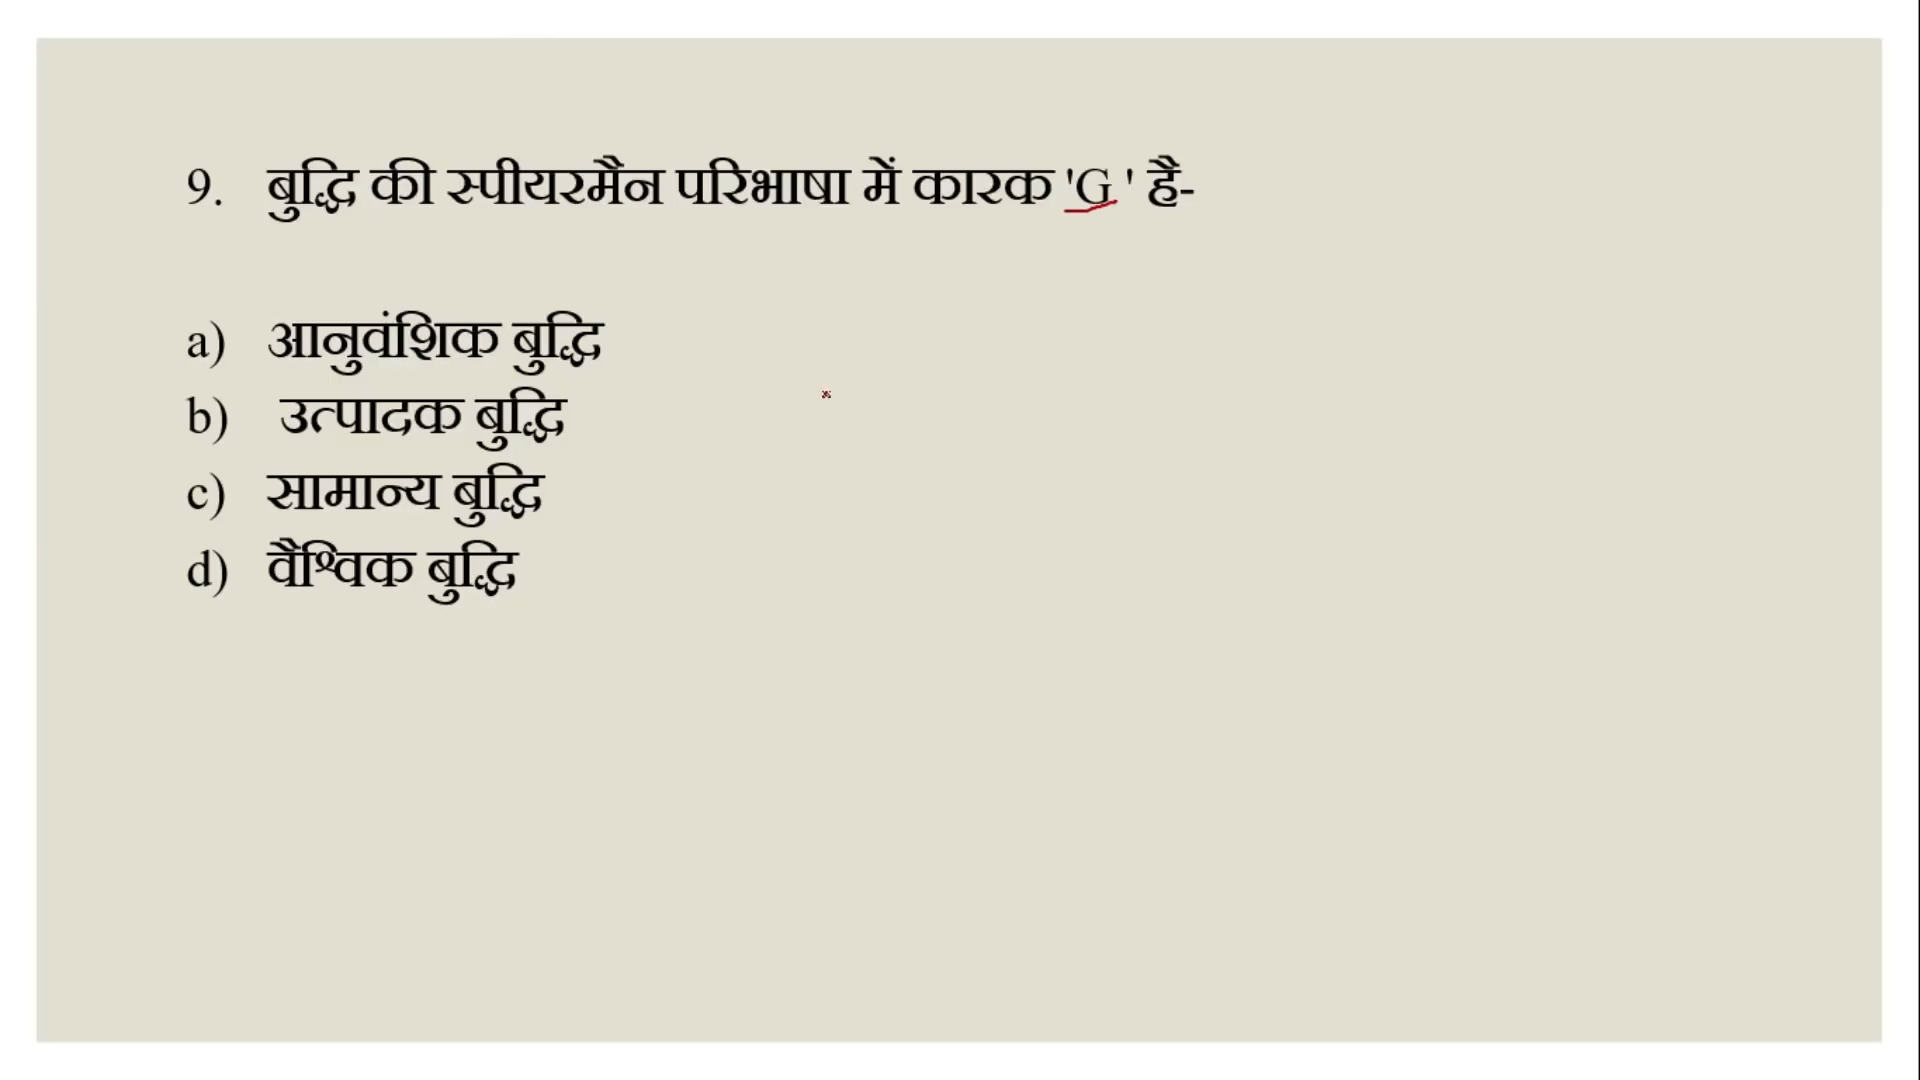 9. बुद्धि की स्पीयरमैन परिभाषा में कारक 'G ' है-
a) आनुवंशिक बुद्धि
b) उत्पादक बुद्धि
c) सामान्य बुद्धि
d) वैश्विक बुद्धि